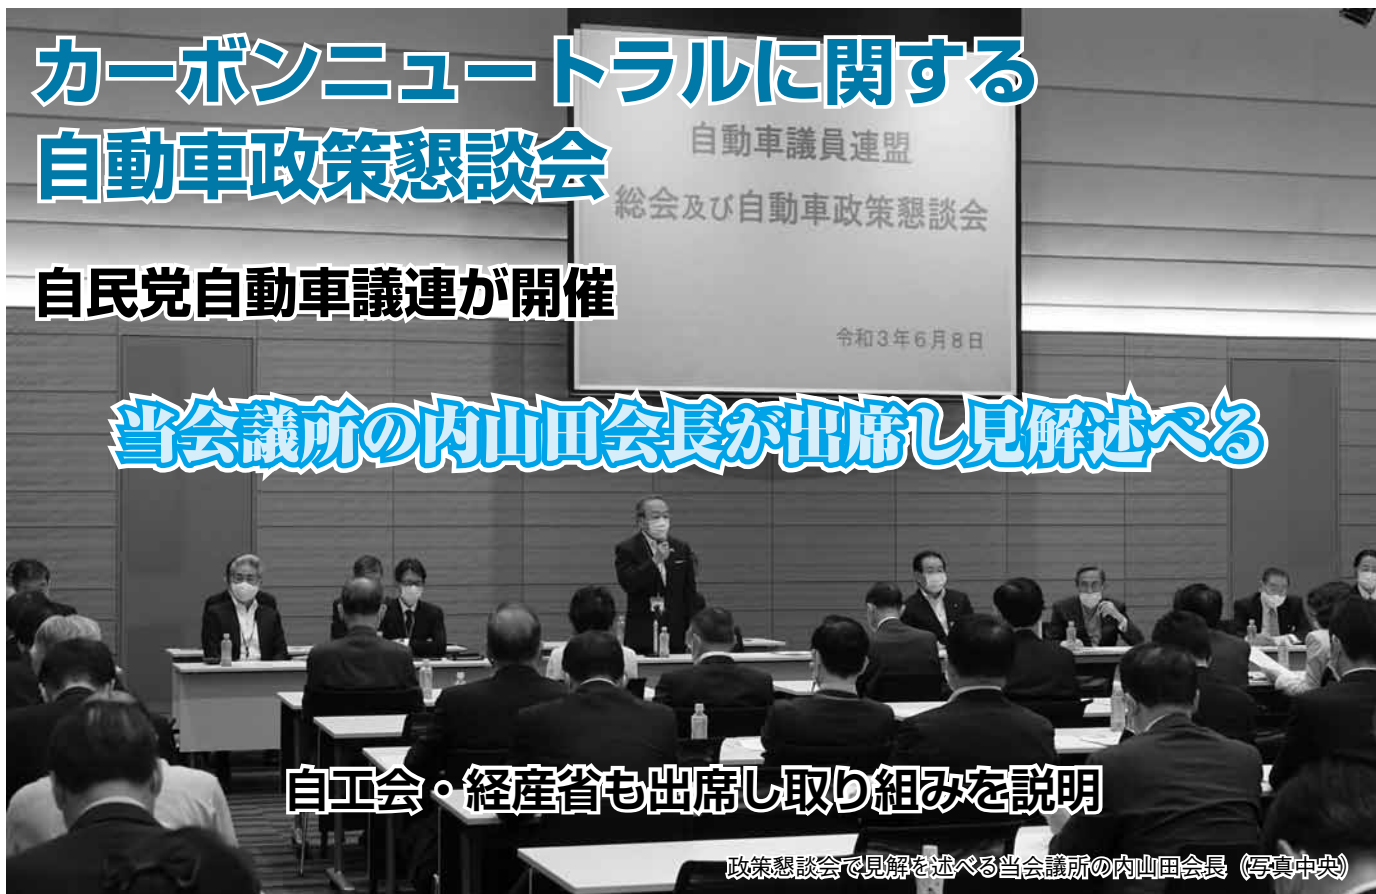 カーボンニュートラルに関する
自動車政策懇談会
自動車議員連盟
総会及び自動車政策懇談会
令和3年6月8日
自民党自動車議連が開催
当会議所の内山田会長が出席し見解述べる
自工会・経産省も出席し取り組みを説明
政策懇談会で見解を述べる当会議所の内山田会長（写真中央）